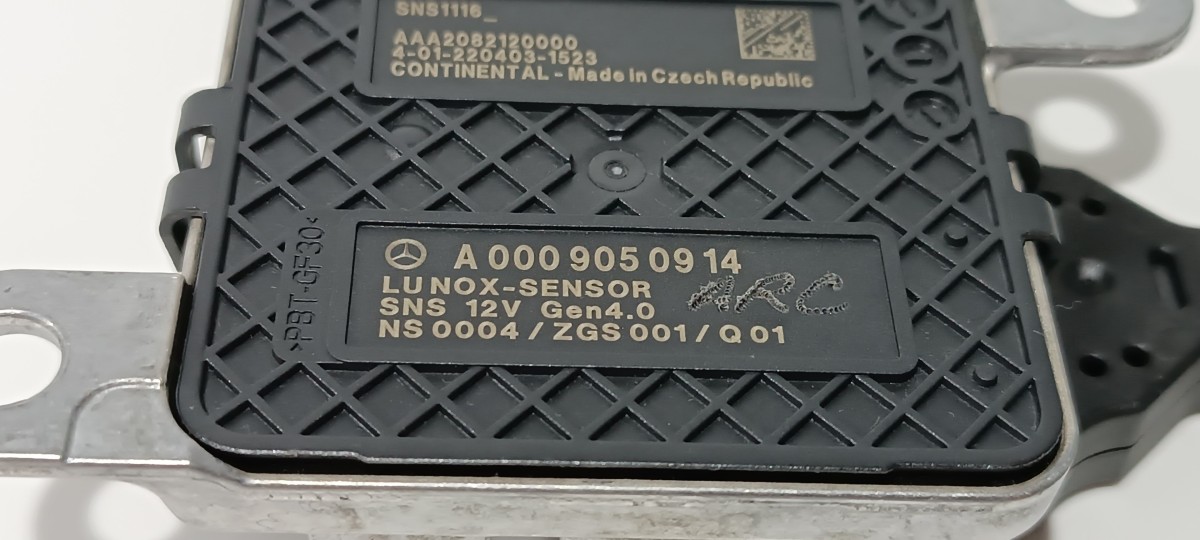 SNS1116_
AAA2082120000
4-01-220403-1523
CONTINENTAL - Made in Czech Republic
>PBT-GF30<
A 000 905 09 14
LU NOX-SENSOR
SNS 12V Gen4.0
NS 0004 / ZGS 001 / Q 01
ARC